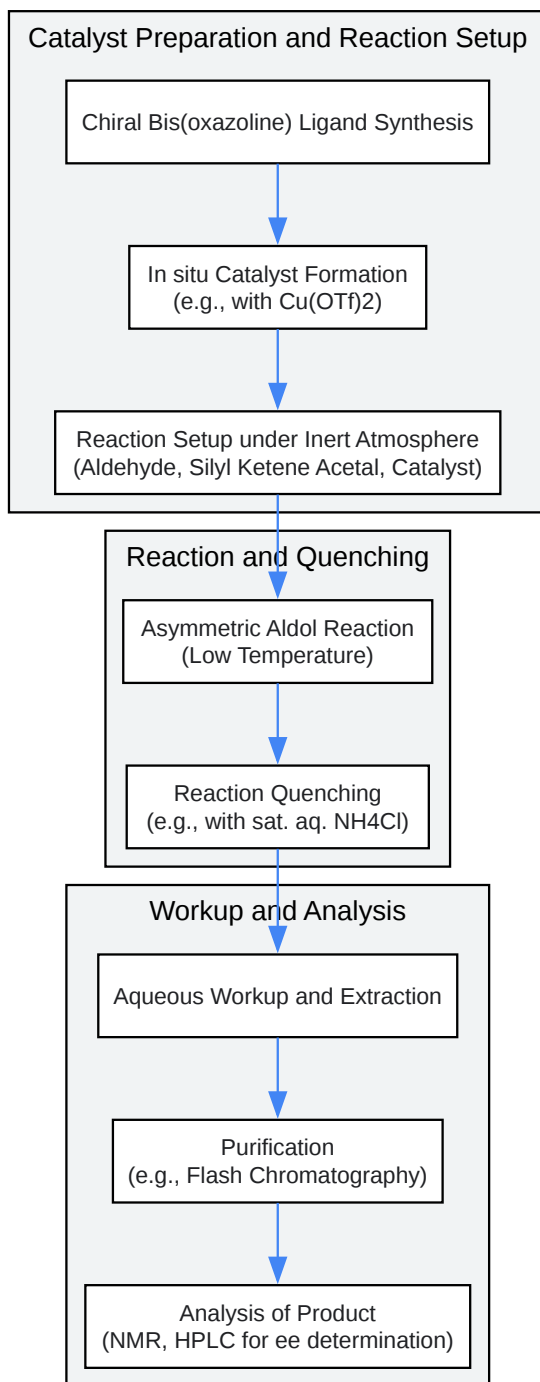 Catalyst Preparation and Reaction Setup
Chiral Bis(oxazoline) Ligand Synthesis
In situ Catalyst Formation
(e.g., with Cu(OTf)2)
Reaction Setup under Inert Atmosphere
(Aldehyde, Silyl Ketene Acetal, Catalyst)
Reaction and Quenching
Asymmetric Aldol Reaction
(Low Temperature)
Reaction Quenching
(e.g., with sat. aq. NH4Cl)
Workup and Analysis
Aqueous Workup and Extraction
Purification
(e.g., Flash Chromatography)
Analysis of Product
(NMR, HPLC for ee determination)